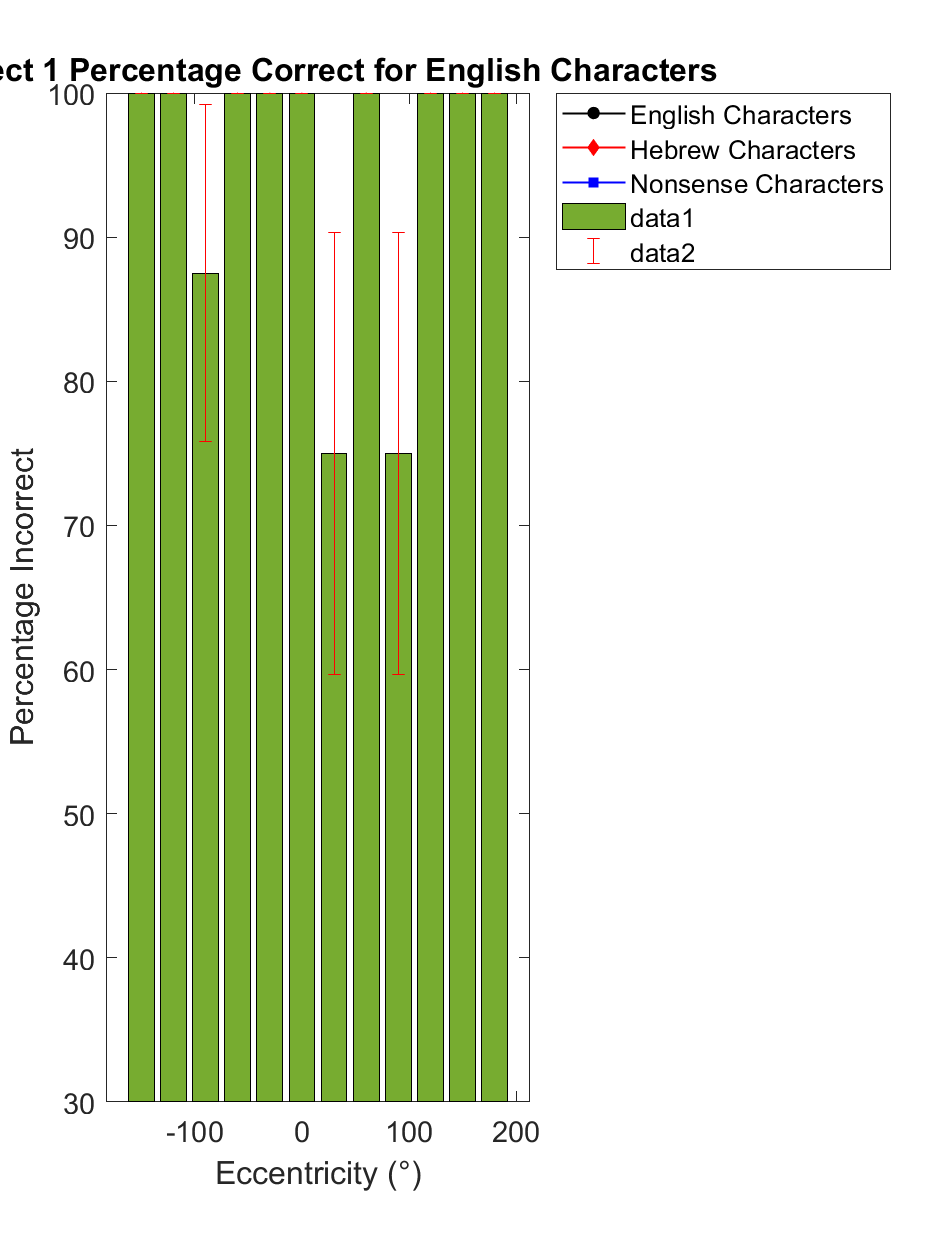 1 Percentage Correct for English Characters
English Characters
Hebrew Characters
Nonsense Characters
data1
data2
Percentage Incorrect
100
90
80
70
60
50
40
30
-100 0 100 200
Eccentricity (°)